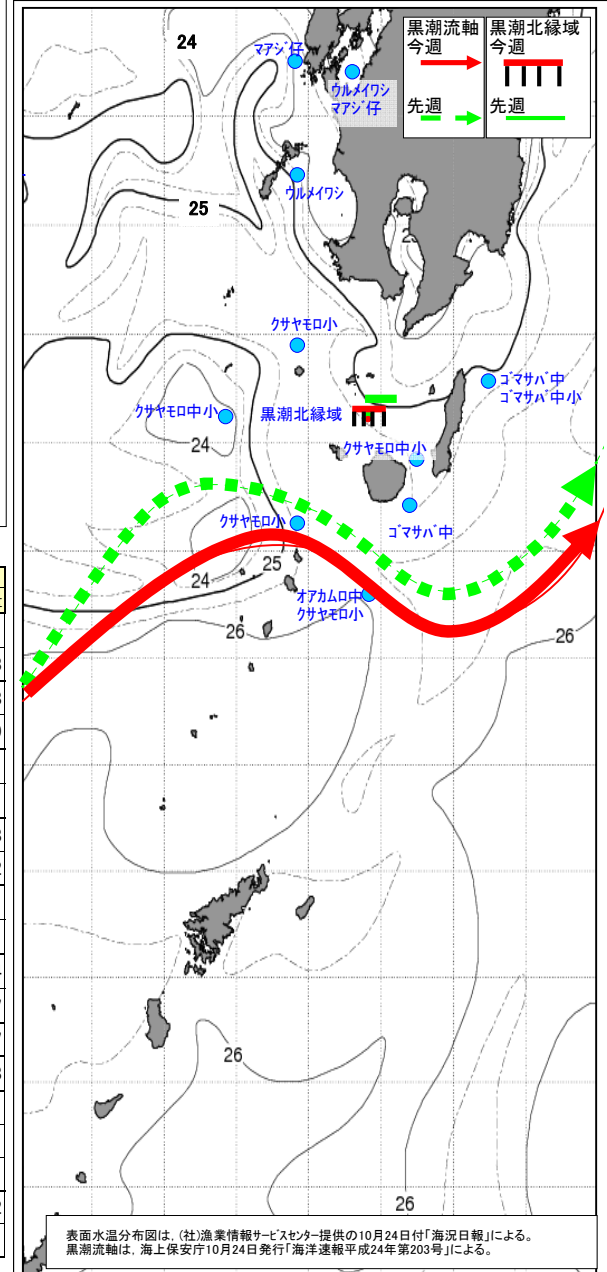 24
マアジ仔
ウルメイワシ
マアジ仔
黒潮流軸
今週
先週
黒潮北縁域
今週
先週
25
ウルメイワシ
クサヤモロ小
ゴマサバ中
ゴマサバ中小
クサヤモロ中小
黒潮北縁域
24
クサヤモロ中小
クサヤモロ小
ゴマサバ中
25
24
オアカムロ中
クサヤモロ小
26
26
26
26
表面水温分布図は, (社)漁業情報サービスセンター提供の10月24日付「海況日報」による。
黒潮流軸は, 海上保安庁10月24日発行「海洋速報平成24年第203号」による。